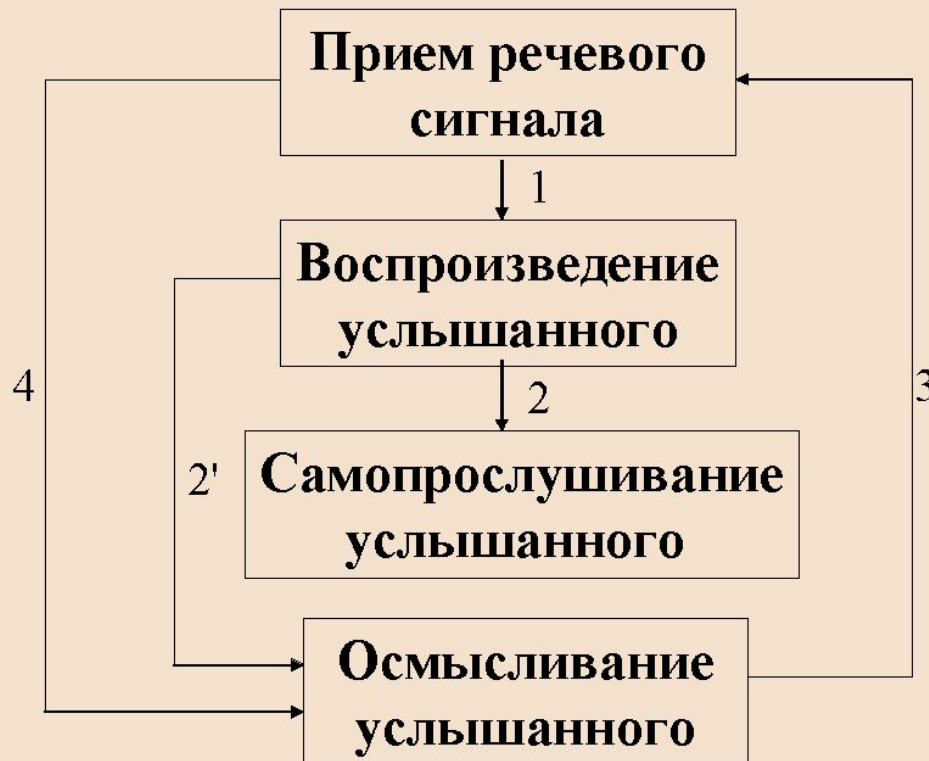 Прием речевого
сигнала
1
Воспроизведение
услышанного
4
2
3
2'
Самопрослушивание
услышанного
Осмысливание
услышанного